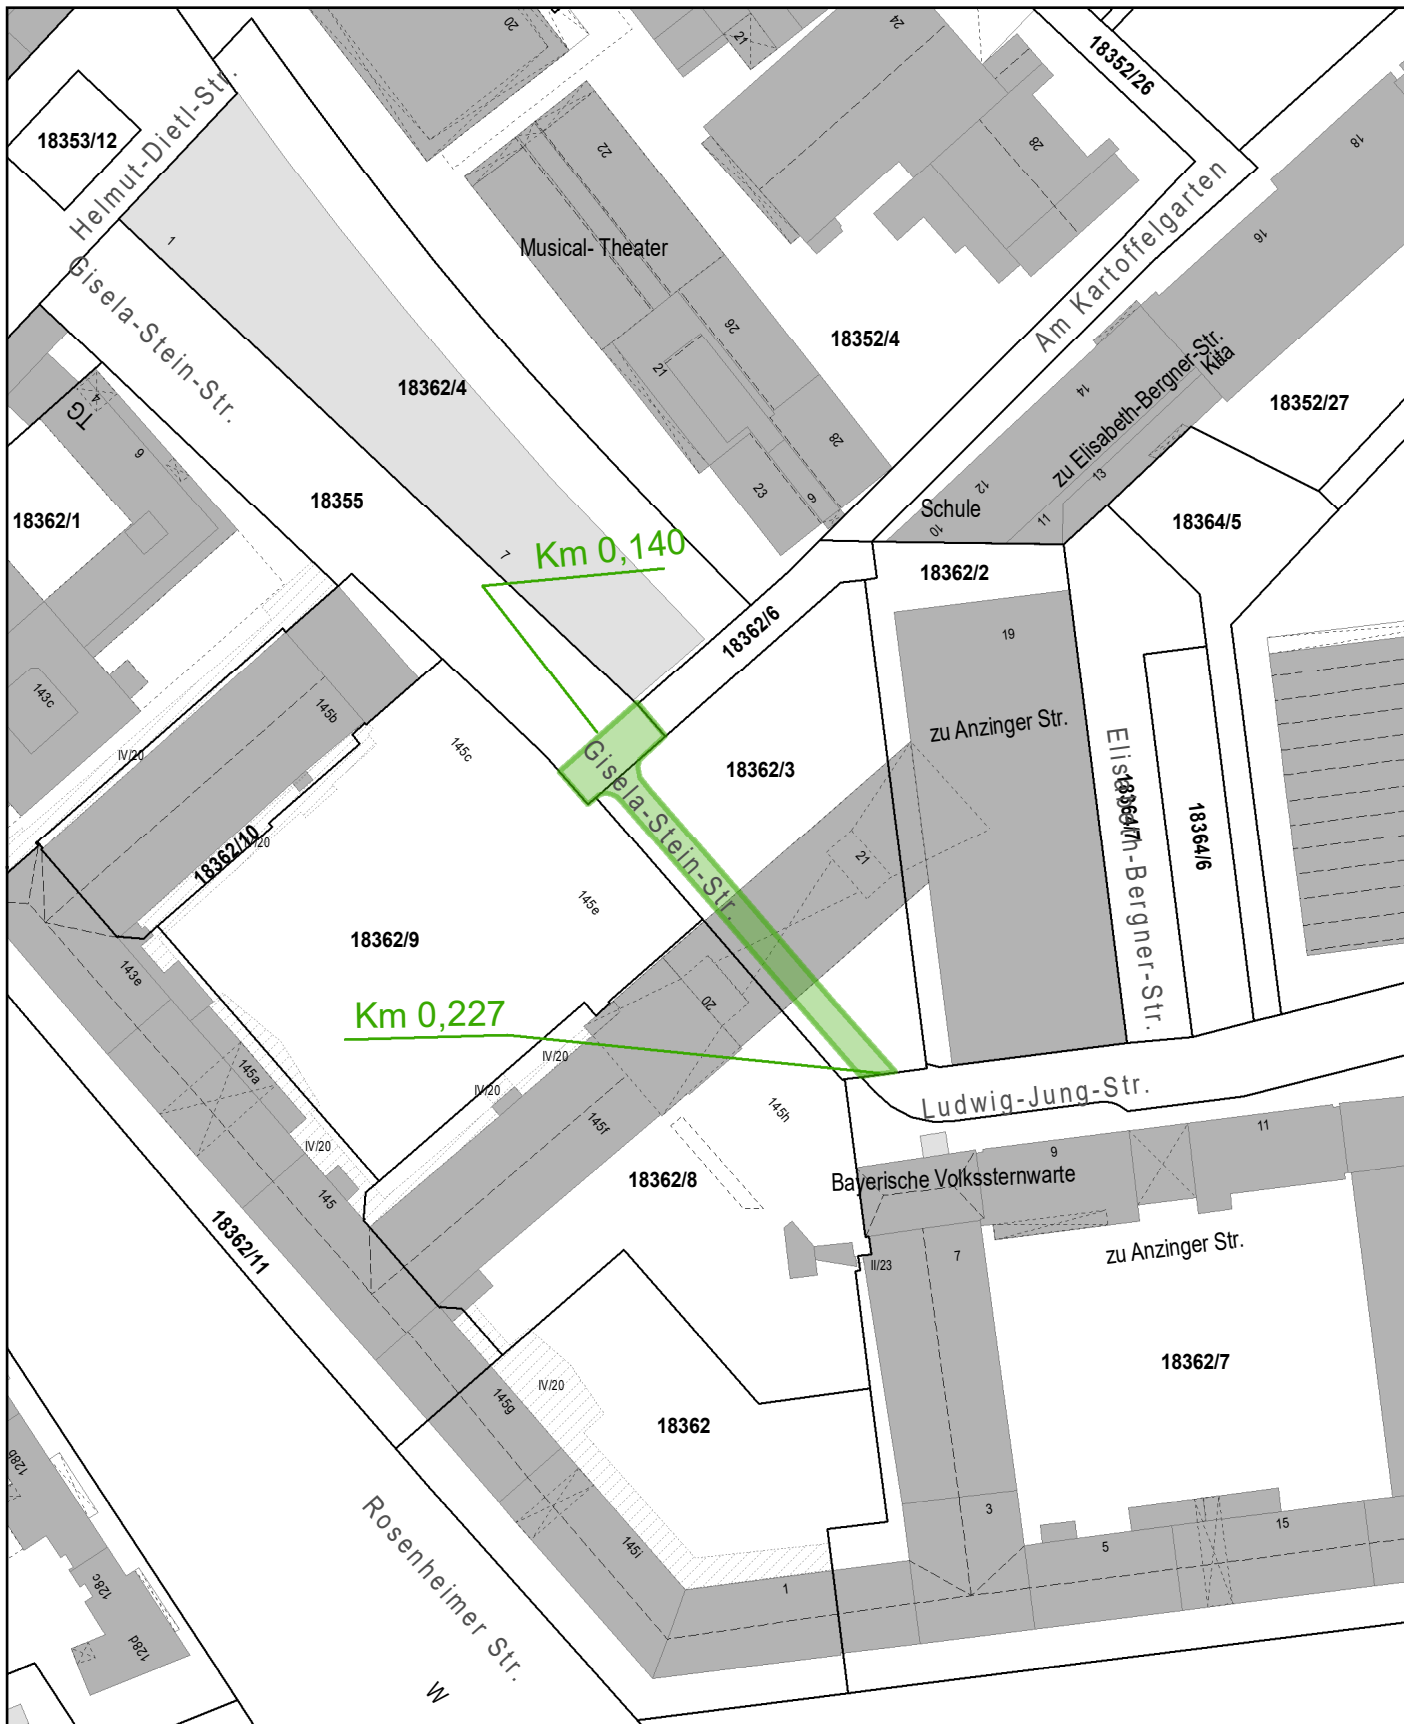 20
21
24
18352/26
18353/12
Helmut-Dietl-Str.
22
28
18
Musical- Theater
16
1
Gisela-Stein-Str.
26
18352/4
Am Kartoffelgarten
21
18362/4
14
zu Elisabeth-Bergner-Str.
Kita
18352/27
4
TG
6
28
23
9
12
13
18355
Schule
10
11
18362/1
18364/5
7
Km 0,140
18362/2
18362/6
19
143c
145b
IV/20
145c
zu Anzinger Str.
Gisela-Stein-Str.
18362/3
Elisabeth-Bergner-Str.
18364/7
18364/6
18362/10
21
145e
18362/9
143e
20
Km 0,227
IV/20
145a
IV/20
145f
145h
Ludwig-Jung-Str.
IV/20
9
11
145
18362/8
Bayerische Volkssternwarte
18362/11
7
zu Anzinger Str.
II/23
18362/7
IV/20
145g
18362
128b
Rosenheimer Str.
3
15
145i
5
128c
1
128d
W